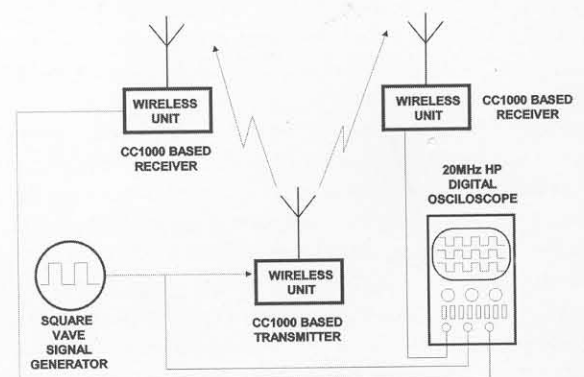 WIRELESS
UNIT
CC1000 BASED
RECEIVER
WIRELESS
UNIT
CC1000 BASED
RECEIVER
20MHz HP
DIGITAL
OSCILOSCOPE
WIRELESS
UNIT
CC1000 BASED
TRANSMITTER
SQUARE
VAVE
SIGNAL
GENERATOR